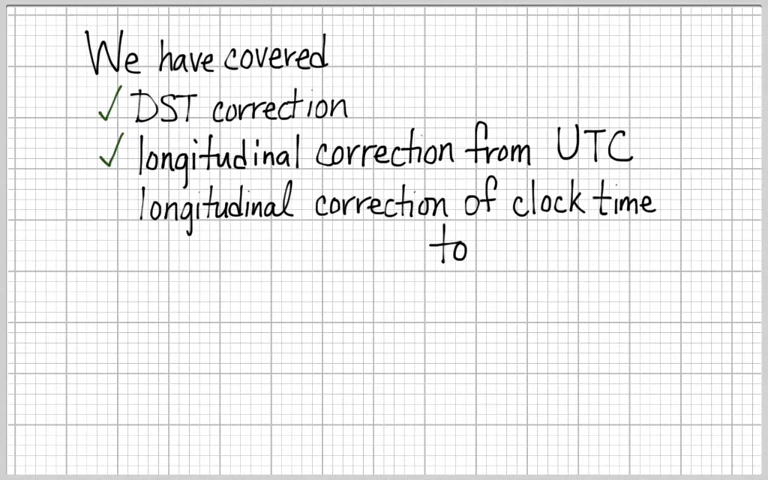 We have covered
✓ DST correction
✓ longitudinal correction from UTC
longitudinal correction of clock time
to